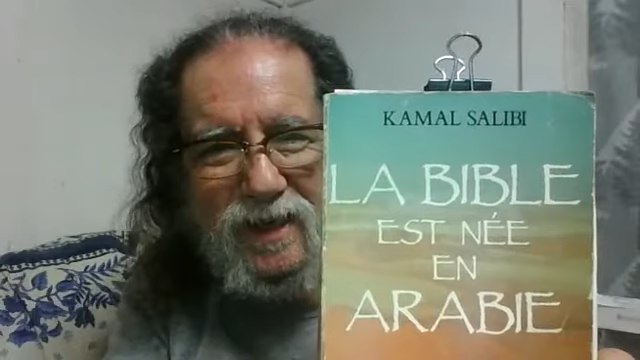 KAMAL SALIBI
LA BIBLE
EST NÉE
EN
ARABIE